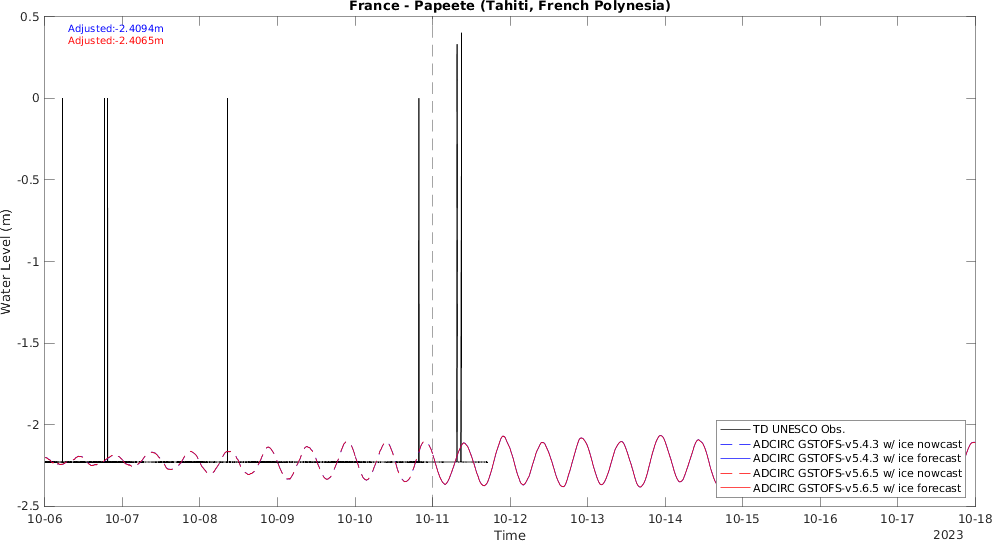 France - Papeete (Tahiti, French Polynesia)
Adjusted:-2.4094m
Adjusted:-2.4065m
Water Level (m)
0.5
0
-0.5
-1
-1.5
-2
-2.5
TD UNESCO Obs.
ADCIRC GSTOFS-v5.4.3 w/ ice nowcast
ADCIRC GSTOFS-v5.4.3 w/ ice forecast
ADCIRC GSTOFS-v5.6.5 w/ ice nowcast
ADCIRC GSTOFS-v5.6.5 w/ ice forecast
10-06 10-07 10-08 10-09 10-10 10-11 10-12 10-13 10-14 10-15 10-16 10-17 10-18
Time
2023